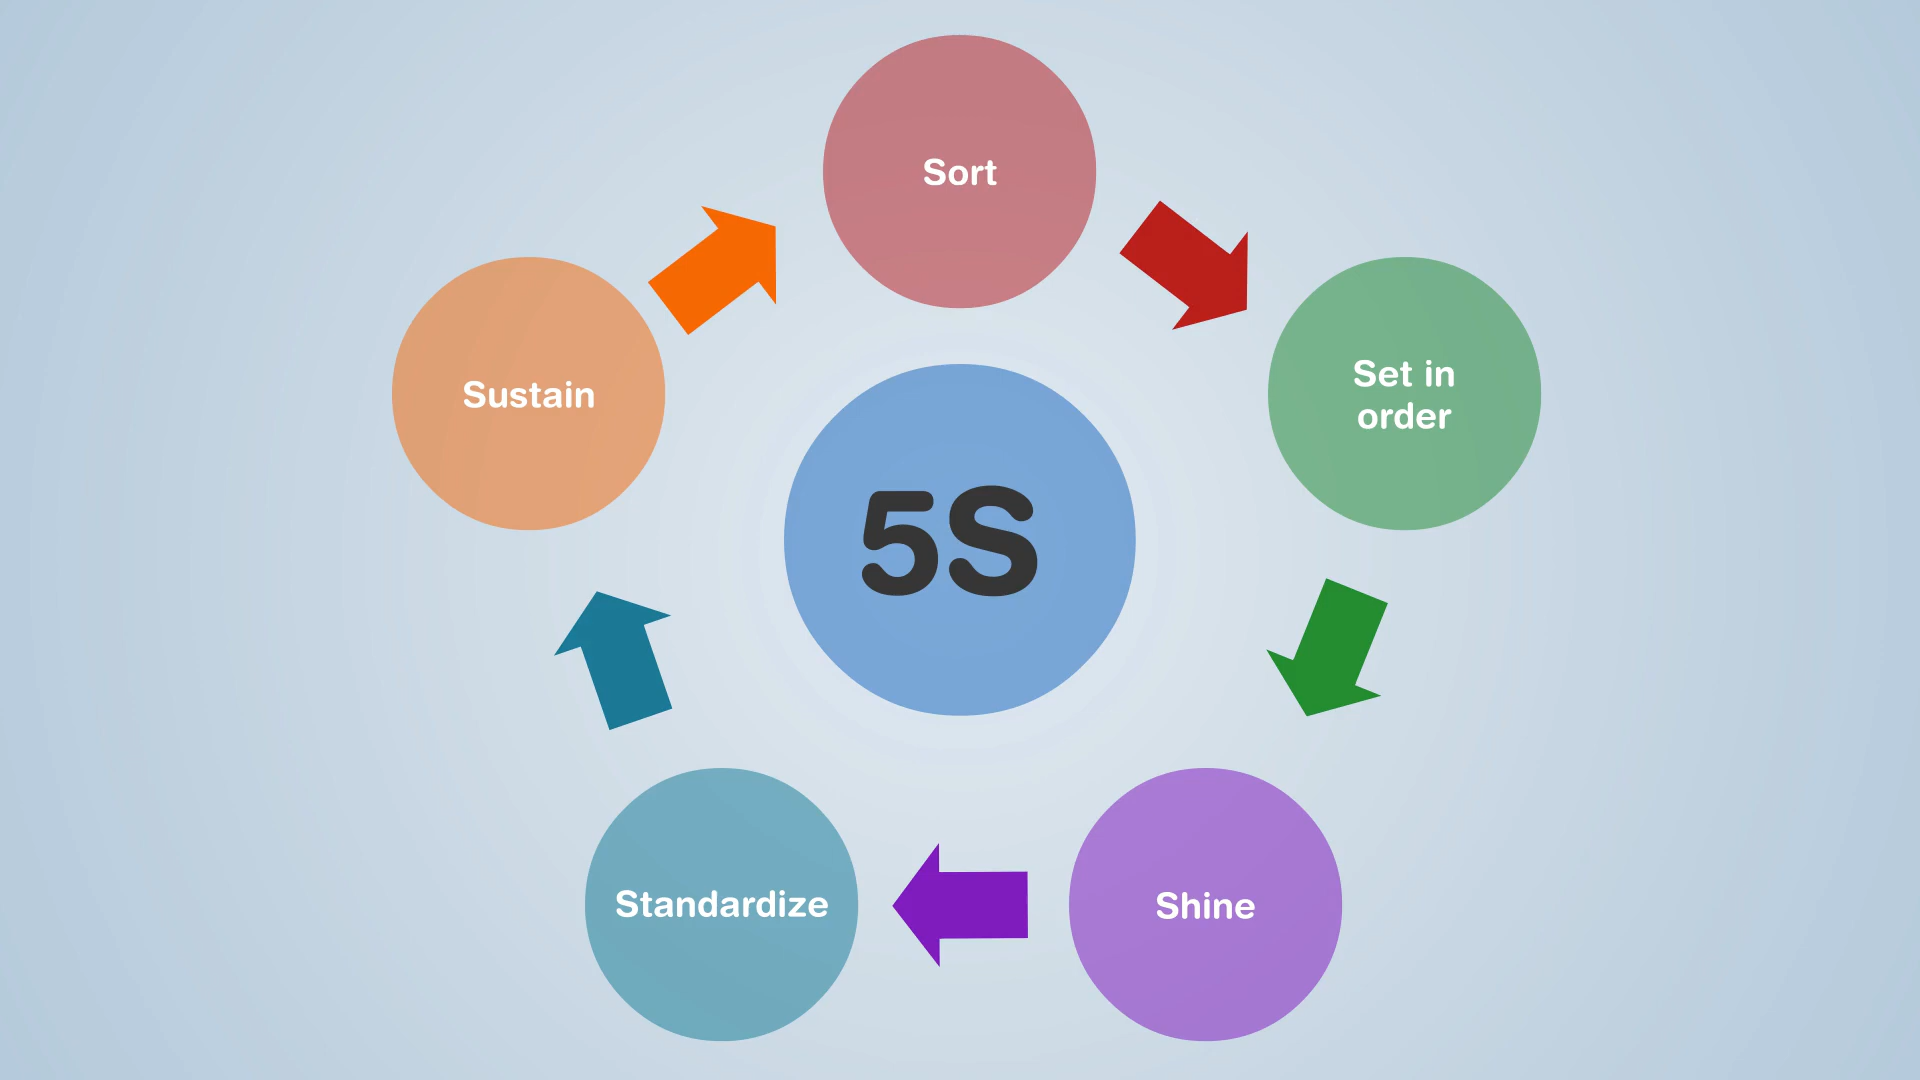 Sort
Set in
order
Shine
Standardize
Sustain
5S